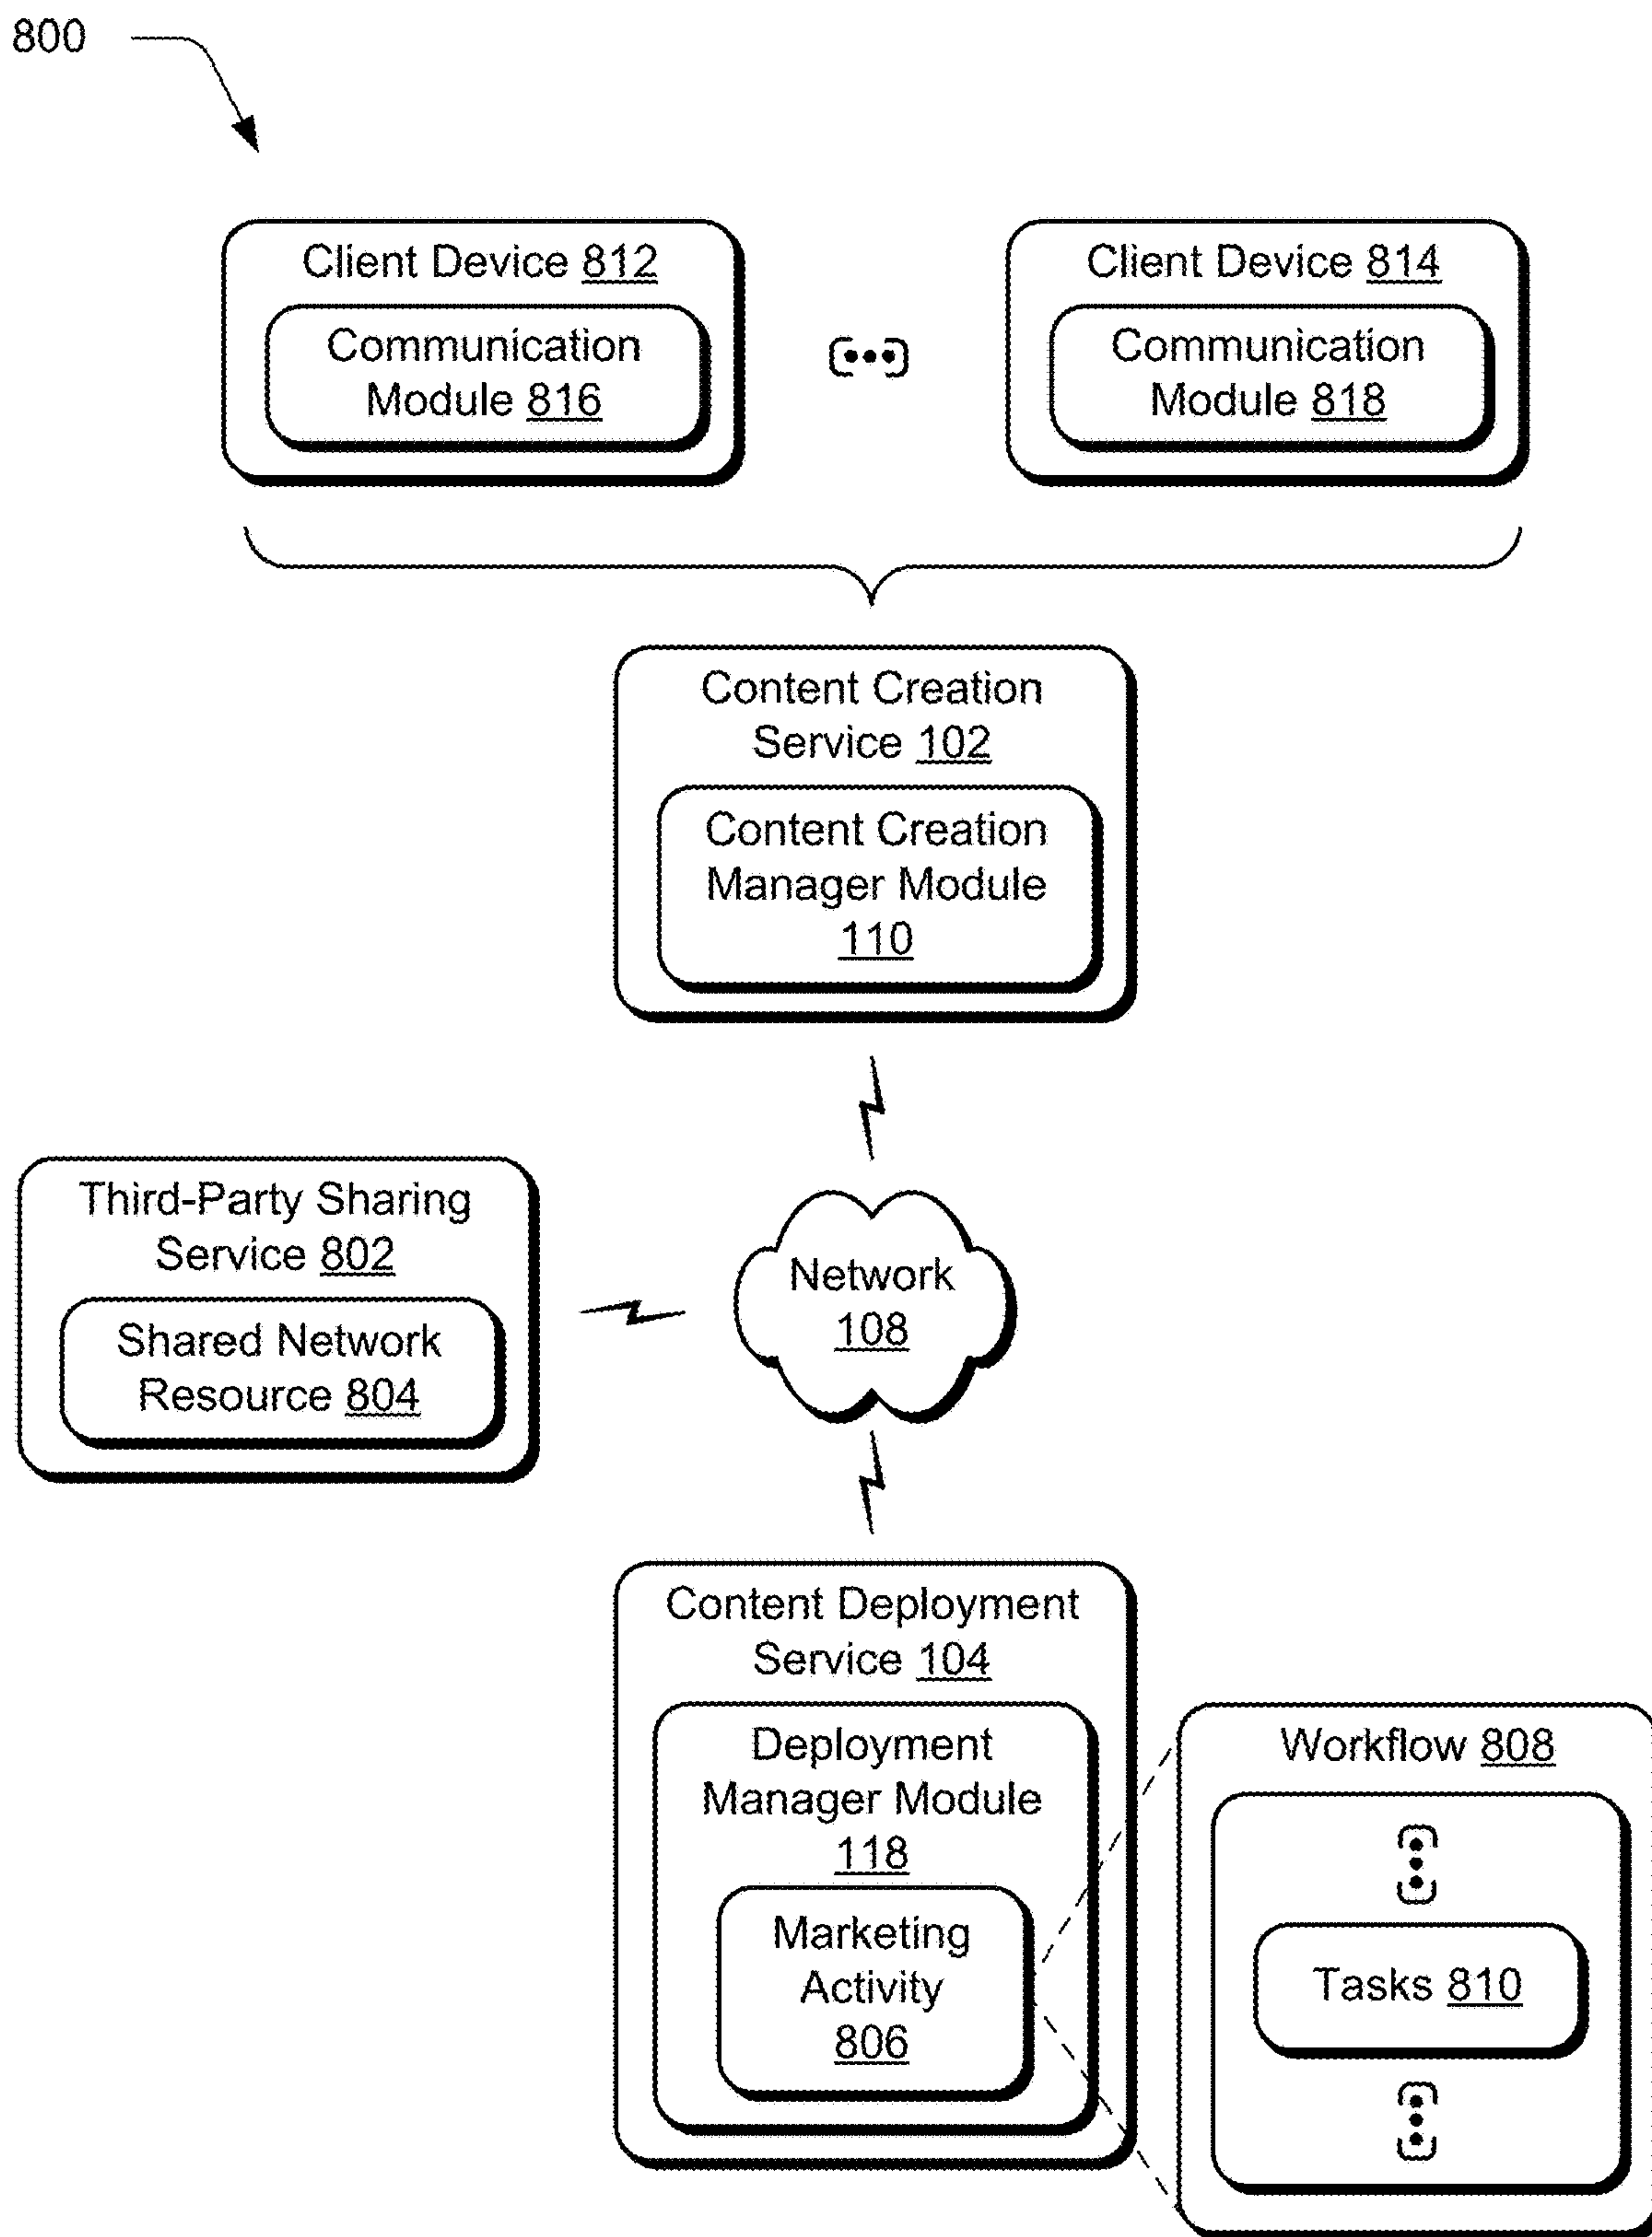 800
Client Device 812
Communication
Module 816
Client Device 814
Communication
Module 818
Content Creation
Service 102
Content Creation
Manager Module
110
Third-Party Sharing
Service 802
Shared Network
Resource 804
Network
108
Content Deployment
Service 104
Deployment
Manager Module
118
Marketing
Activity
806
Workflow 808
Tasks 810